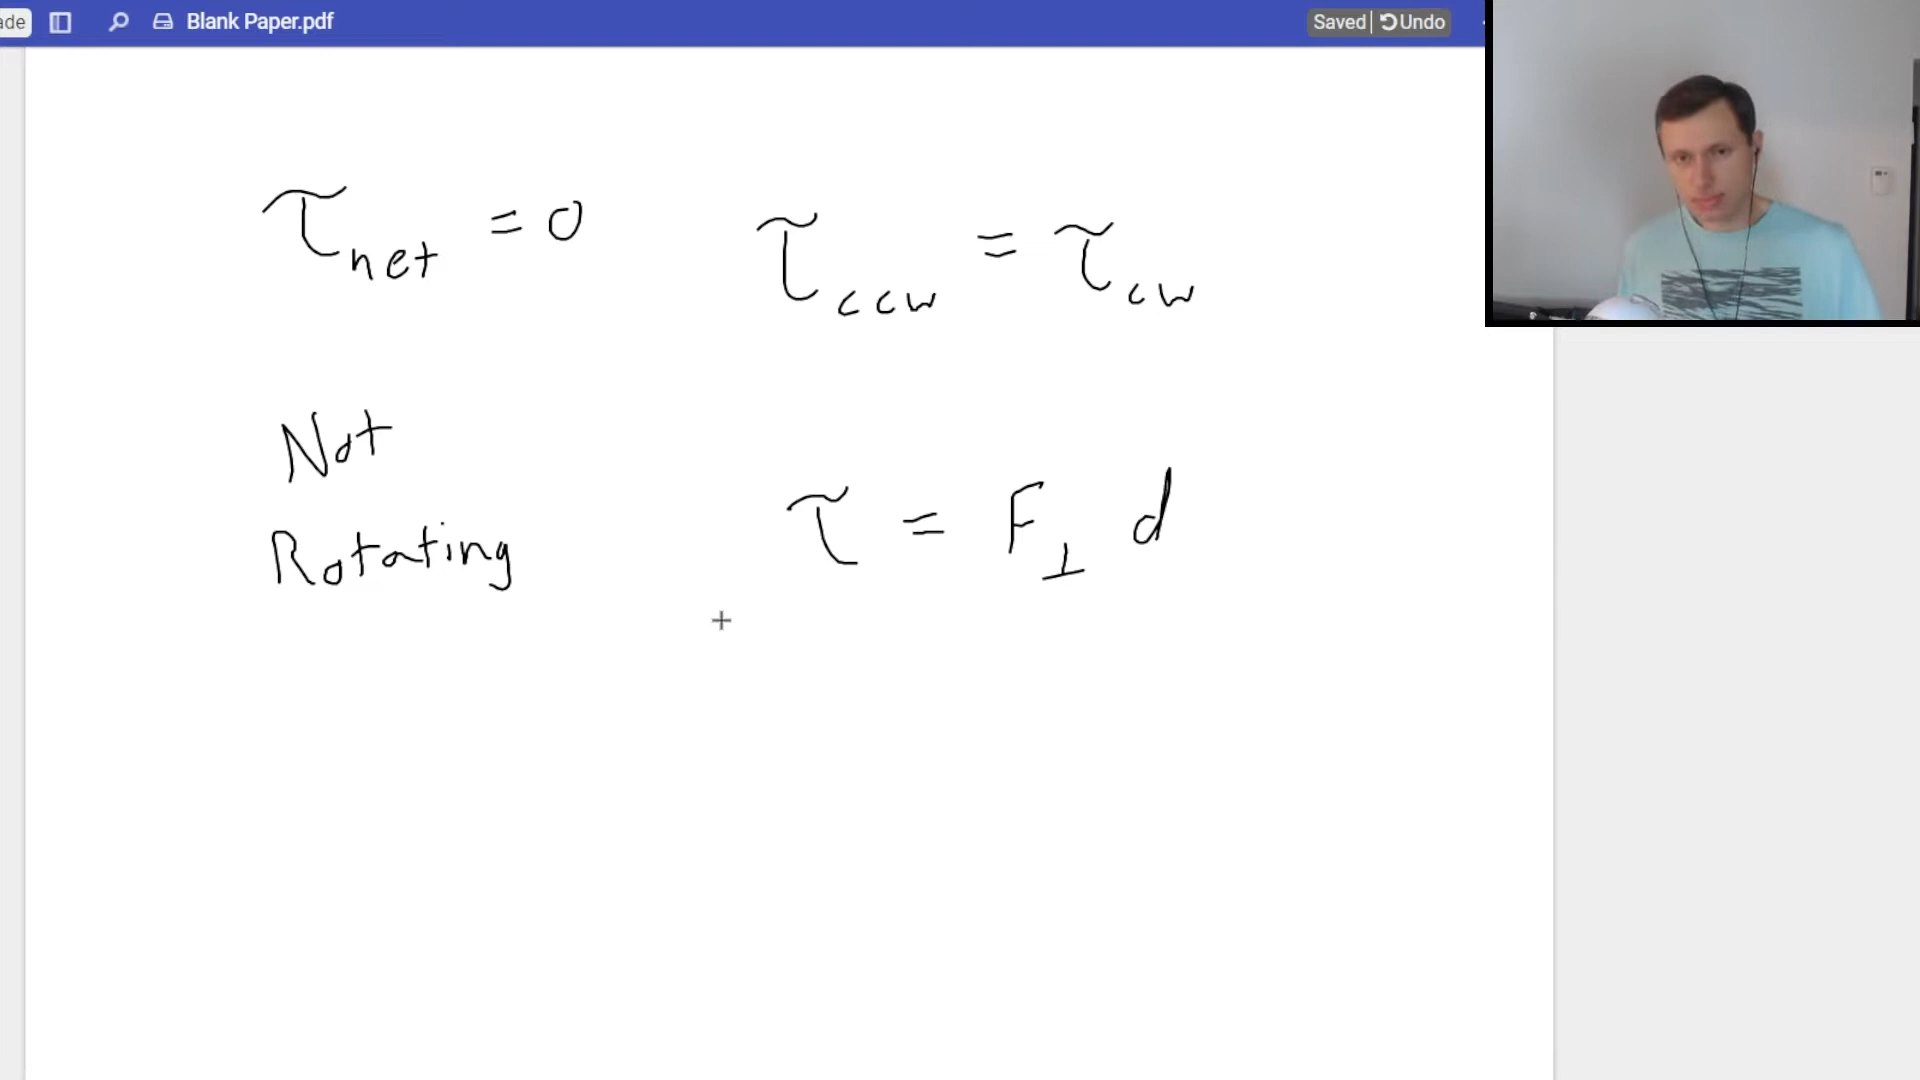 ade Blank Paper.pdf Saved Undo
τnet = 0 τccw = τcw
Not
Rotating
τ = F⊥ d